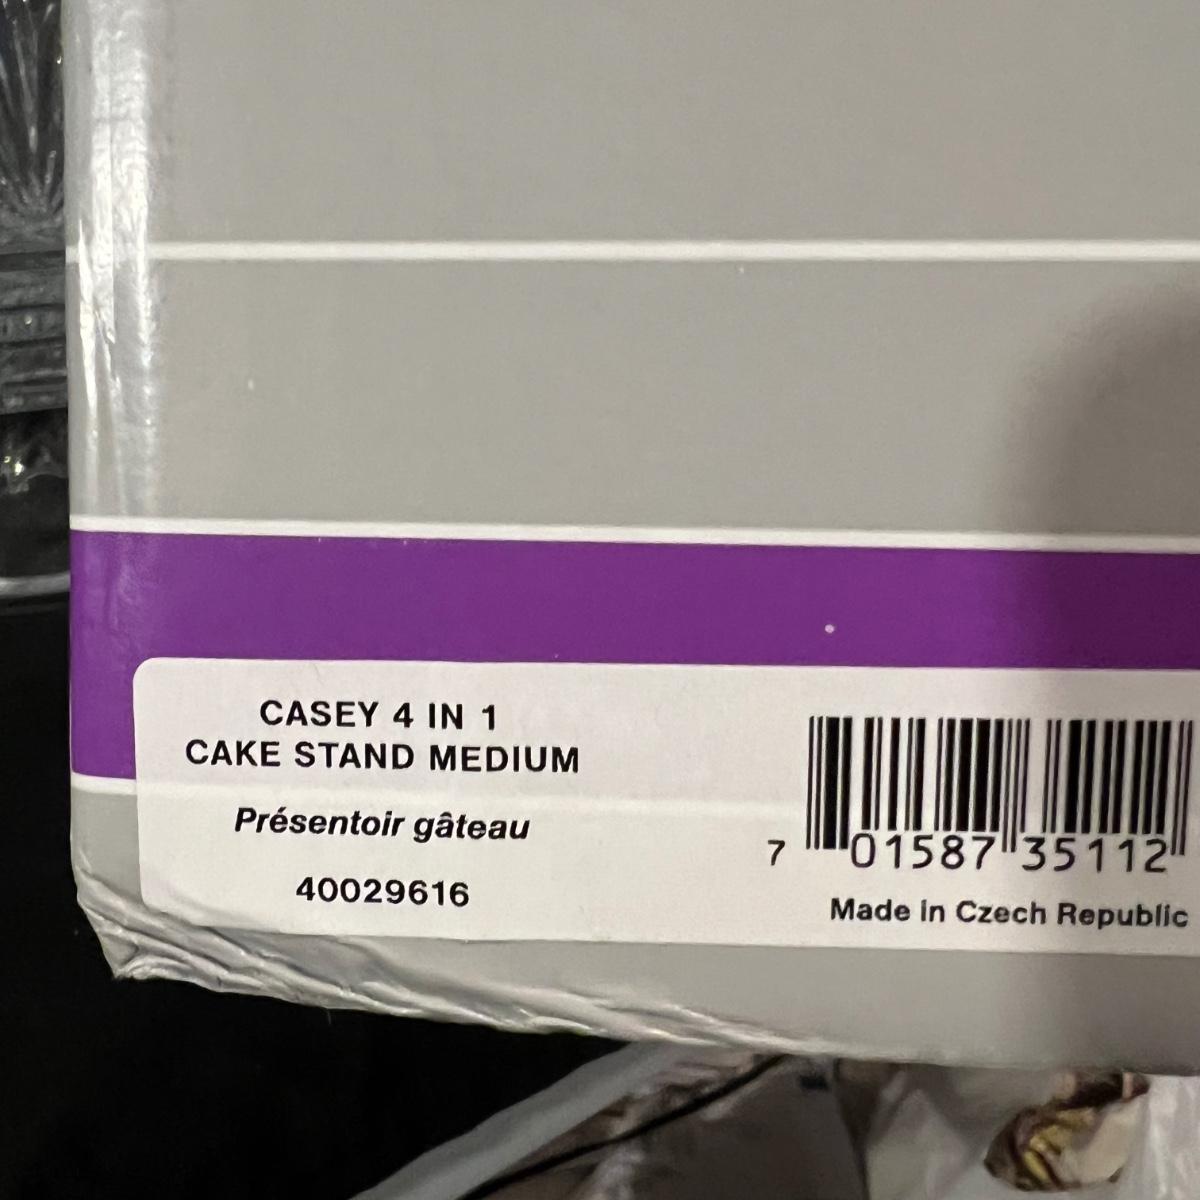 CASEY 4 IN 1
CAKE STAND MEDIUM
Présentoir gâteau
40029616
7 01587 35112
Made in Czech Republic